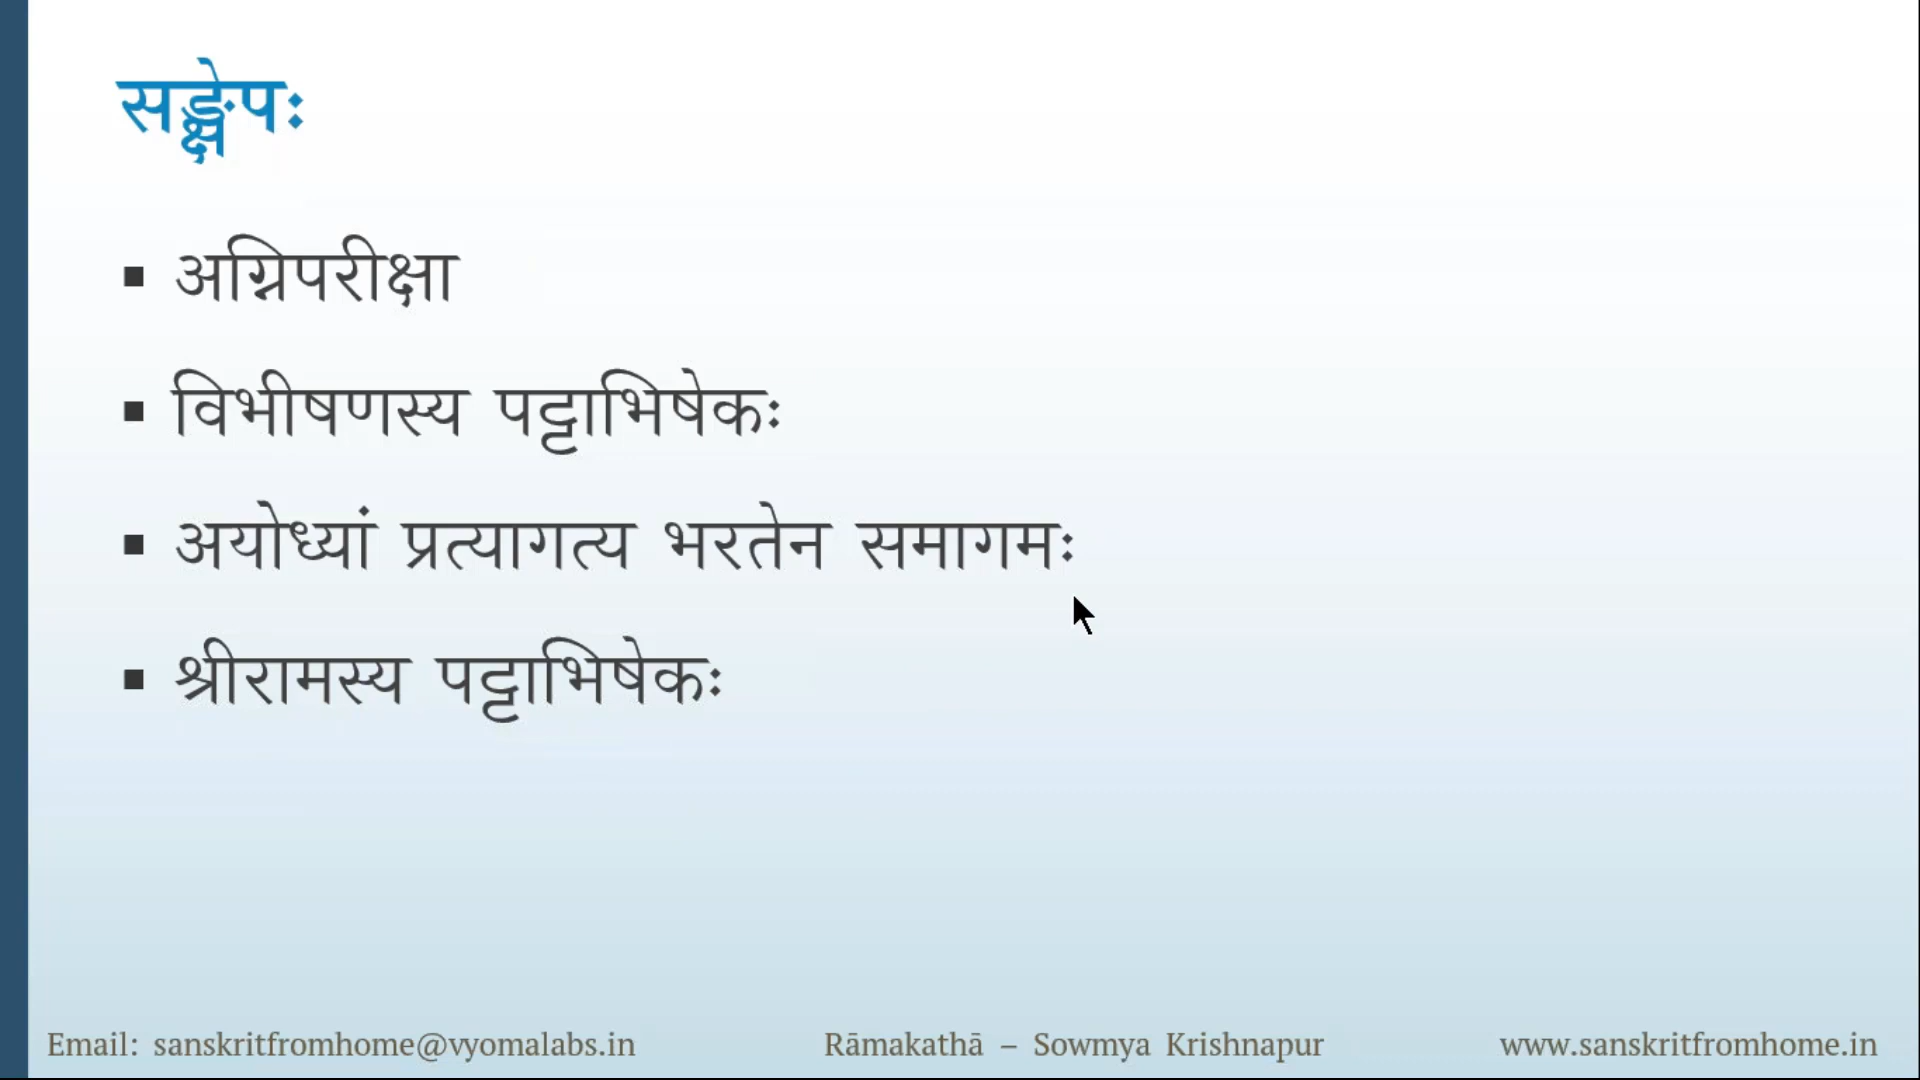 सङ्क्षेपः
▪ अग्निपरीक्षा
▪ विभीषणस्य पट्टाभिषेकः
▪ अयोध्यां प्रत्यागत्य भरतेन समागमः
▪ श्रीरामस्य पट्टाभिषेकः
Email: sanskritfromhome@vyomalabs.in Rāmakathā – Sowmya Krishnapur www.sanskritfromhome.in